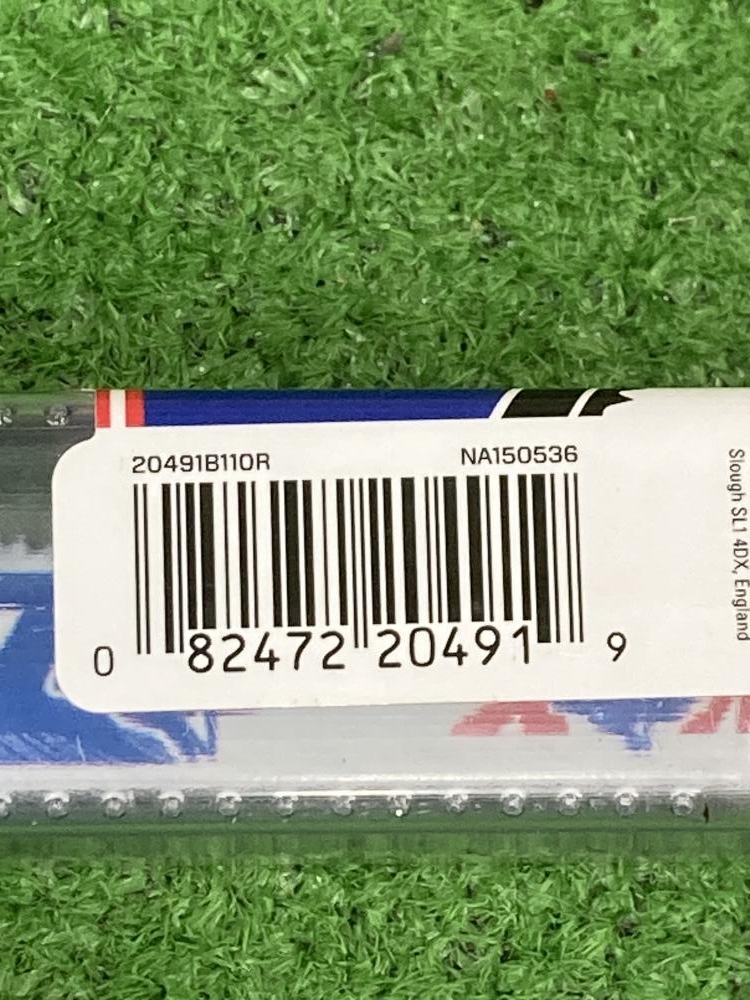 20491B110R NA150536
0 82472 20491 9
Slough SL1 4DX, England